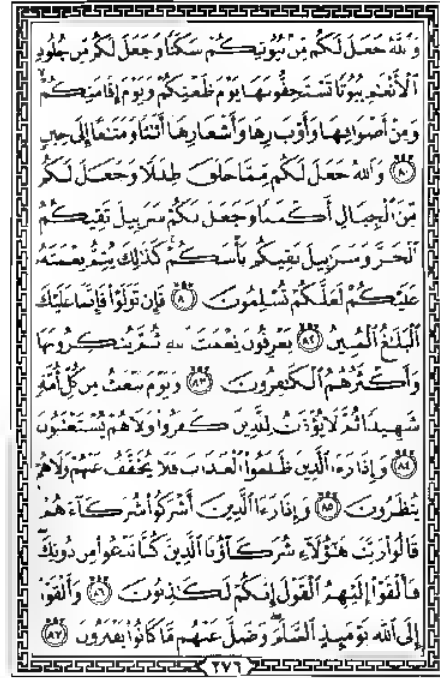 وَاللَّهُ جَعَلَ لَكُم مِّنۢ بُيُوتِكُمْ سَكَنًا وَجَعَلَ لَكُم مِّن جُلُودِ
ٱلْأَنْعَٰمِ بُيُوتًا تَسْتَخِفُّونَهَا يَوْمَ ظَعْنِكُمْ وَيَوْمَ إِقَامَتِكُمْ
وَمِنْ أَصْوَافِهَا وَأَوْبَارِهَا وَأَشْعَارِهَآ أَثَٰثًا وَمَتَٰعًا إِلَىٰ حِينٍ
٨٠ وَٱللَّهُ جَعَلَ لَكُم مِّمَّا خَلَقَ ظِلَٰلًا وَجَعَلَ لَكُم
مِّنَ ٱلْجِبَالِ أَكْنَٰنًا وَجَعَلَ لَكُمْ سَرَٰبِيلَ تَقِيكُمُ
ٱلْحَرَّ وَسَرَٰبِيلَ تَقِيكُم بَأْسَكُمْ كَذَٰلِكَ يُتِمُّ نِعْمَتَهُۥ
عَلَيْكُمْ لَعَلَّكُمْ تُسْلِمُونَ ٨١ فَإِن تَوَلَّوْا۟ فَإِنَّمَا عَلَيْكَ
ٱلْبَلَٰغُ ٱلْمُبِينُ ٨٢ يَعْرِفُونَ نِعْمَتَ ٱللَّهِ ثُمَّ يُنكِرُونَهَا
وَأَكْثَرُهُمُ ٱلْكَٰفِرُونَ ٨٣ وَيَوْمَ نَبْعَثُ مِن كُلِّ أُمَّةٍ
شَهِيدًا ثُمَّ لَا يُؤْذَنُ لِلَّذِينَ كَفَرُوا۟ وَلَا هُمْ يُسْتَعْتَبُونَ
٨٤ وَإِذَا رَءَا ٱلَّذِينَ ظَلَمُوا۟ ٱلْعَذَابَ فَلَا يُخَفَّفُ عَنْهُمْ وَلَا هُمْ
يُنظَرُونَ ٨٥ وَإِذَا رَءَا ٱلَّذِينَ أَشْرَكُوا۟ شُرَكَآءَهُمْ
قَالُوا۟ رَبَّنَا هَٰٓؤُلَآءِ شُرَكَآؤُنَا ٱلَّذِينَ كُنَّا نَدْعُوا۟ مِن دُونِكَ
فَأَلْقَوْا۟ إِلَيْهِمُ ٱلْقَوْلَ إِنَّكُمْ لَكَٰذِبُونَ ٨٦ وَأَلْقَوْا۟
إِلَى ٱللَّهِ يَوْمَئِذٍ ٱلسَّلَمَ وَضَلَّ عَنْهُم مَّا كَانُوا۟ يَفْتَرُونَ ٨٧
٢٧٦